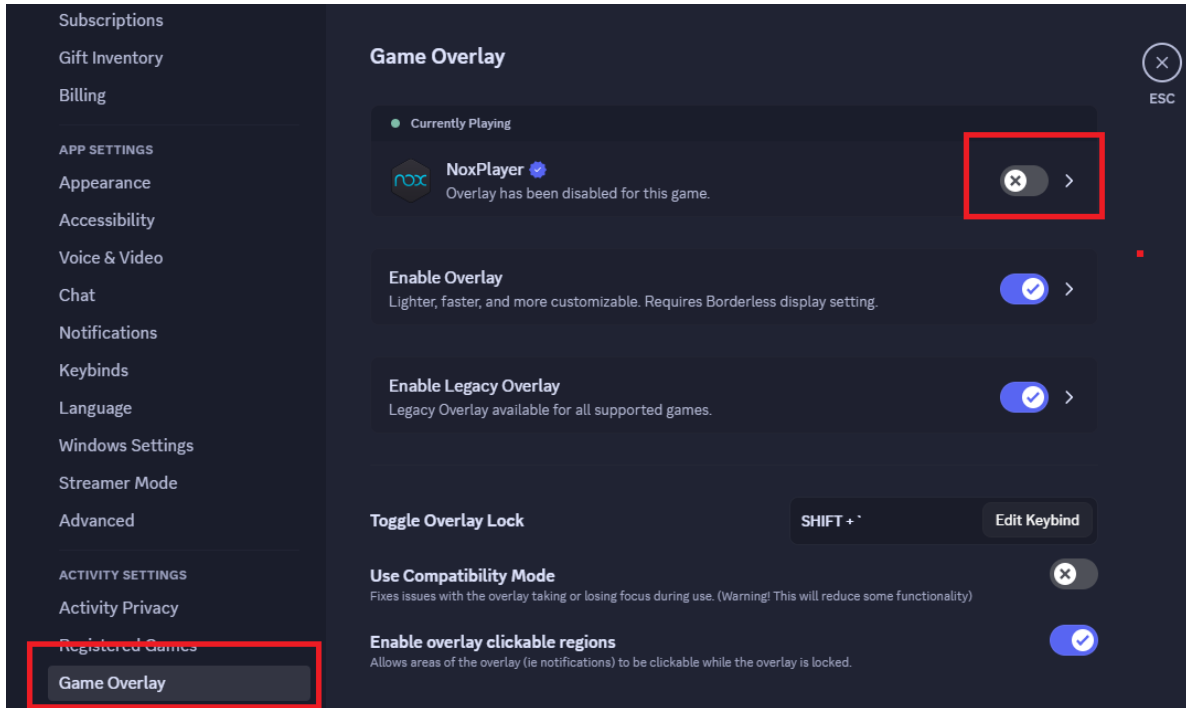 Subscriptions
Gift Inventory
Billing
APP SETTINGS
Appearance
Accessibility
Voice & Video
Chat
Notifications
Keybinds
Language
Windows Settings
Streamer Mode
Advanced
ACTIVITY SETTINGS
Activity Privacy
Registered Games
Game Overlay
Game Overlay
ESC
Currently Playing
nox
NoxPlayer
Overlay has been disabled for this game.
Enable Overlay
Lighter, faster, and more customizable. Requires Borderless display setting.
Enable Legacy Overlay
Legacy Overlay available for all supported games.
Toggle Overlay Lock
SHIFT + `
Edit Keybind
Use Compatibility Mode
Fixes issues with the overlay taking or losing focus during use. (Warning! This will reduce some functionality)
Enable overlay clickable regions
Allows areas of the overlay (ie notifications) to be clickable while the overlay is locked.